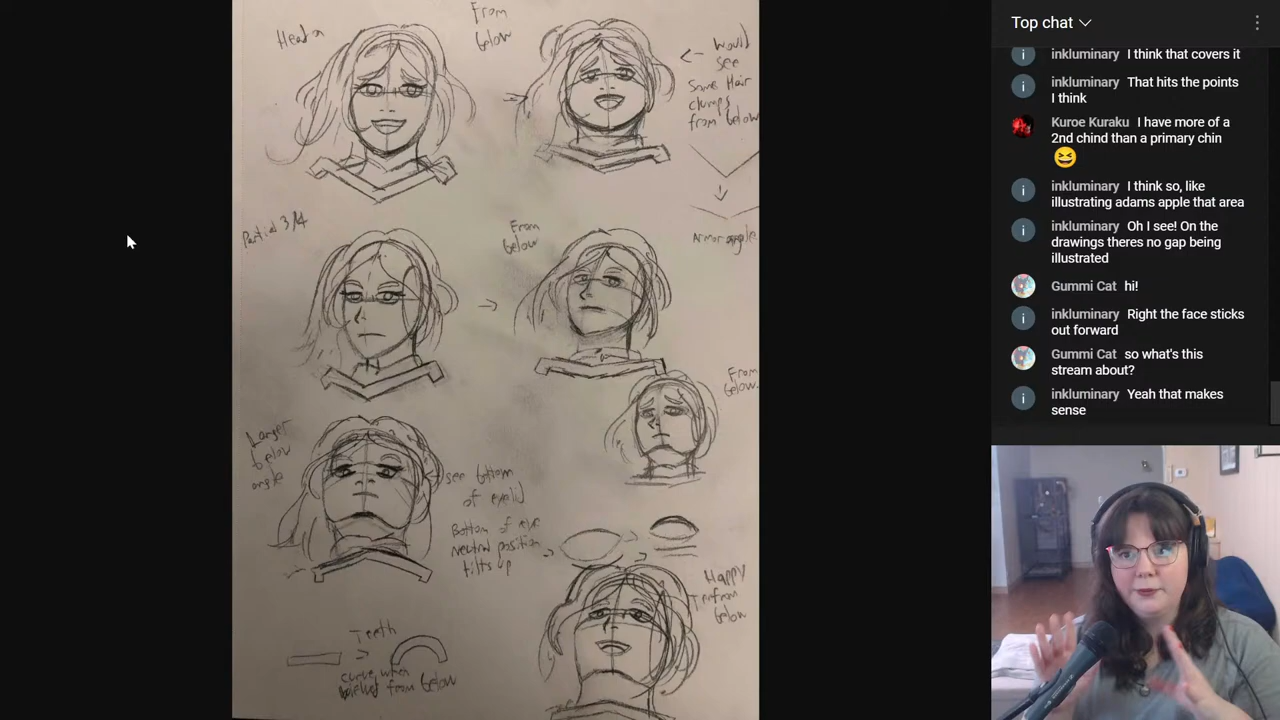 Head on
From
below
<- Would
see
Same Hair
clumps
from below
Partial 3/4
From
below
Armor
From
below.
Larger
below
angle
see bottom
of eyelid
Bottom of
neutral position
tilts up
Happy
from
below
Teeth
>
curve when
from below
Top chat
inkluminary I think that covers it
inkluminary That hits the points
I think
Kuroe Kuraku I have more of a
2nd chind than a primary chin
inkluminary I think so, like
illustrating adams apple that area
inkluminary Oh I see! On the
drawings theres no gap being
illustrated
Gummi Cat hi!
inkluminary Right the face sticks
out forward
Gummi Cat so what's this
stream about?
inkluminary Yeah that makes
sense